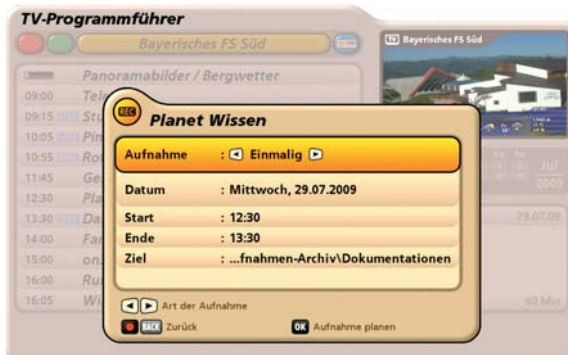 TV-Programmführer
Bayerisches FS Süd
TV Bayerisches FS Süd
Panoramabilder / Bergwetter
09:00
09:15
10:05
10:55
11:45
12:30
13:30
14:00
15:00
16:00
16:05
Jul
2009
29.07.09
60 Min
REC Planet Wissen
Aufnahme : Einmalig
Datum : Mittwoch, 29.07.2009
Start : 12:30
Ende : 13:30
Ziel : ...fnahmen-Archiv\Dokumentationen
Art der Aufnahme
BACK Zurück
OK Aufnahme planen